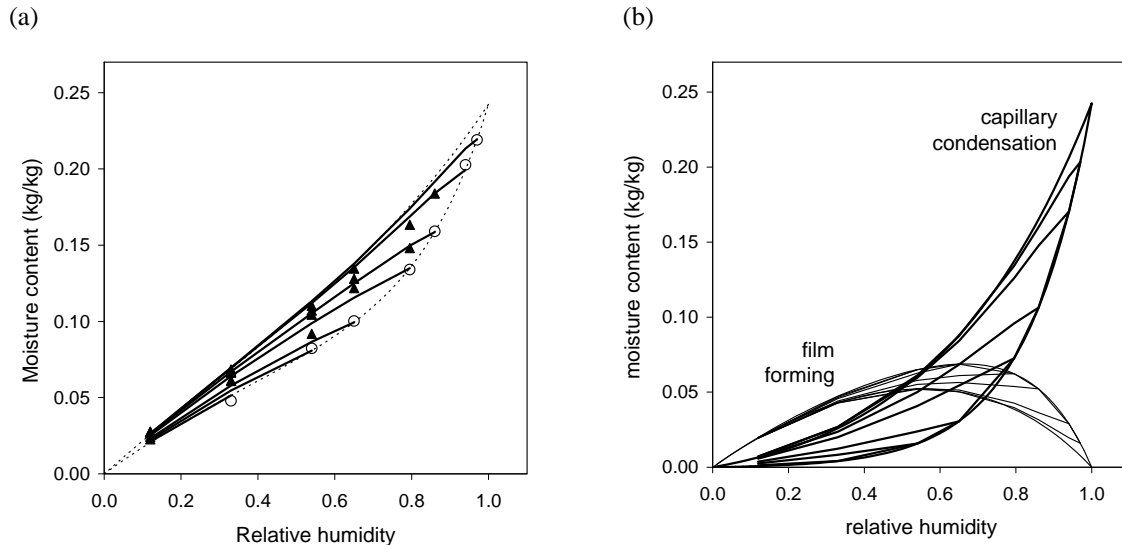 (a)
(b)
0.25
0.20
0.15
0.10
0.05
0.00
Moisture content (kg/kg)
0.0 0.2 0.4 0.6 0.8 1.0
Relative humidity
0.25
0.20
0.15
0.10
0.05
0.00
moisture content (kg/kg)
capillary
condensation
film
forming
0.0 0.2 0.4 0.6 0.8 1.0
relative humidity